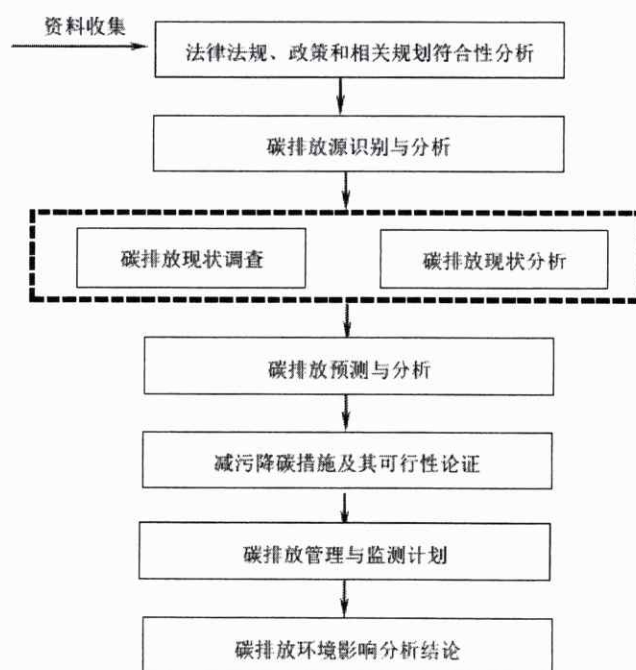 资料收集
法律法规、政策和相关规划符合性分析
碳排放源识别与分析
碳排放现状调查
碳排放现状分析
碳排放预测与分析
减污降碳措施及其可行性论证
碳排放管理与监测计划
碳排放环境影响分析结论